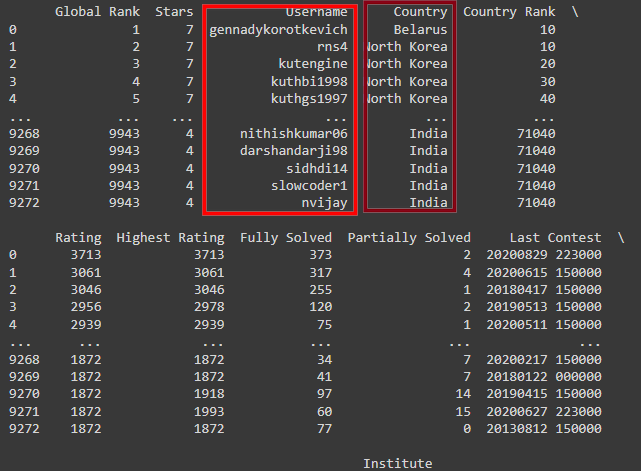 Global Rank Stars Username Country Country Rank \
0 1 7 gennadykorotkevich Belarus 10
1 2 7 rns4 North Korea 10
2 3 7 kutengine North Korea 20
3 4 7 kuthbi1998 North Korea 30
4 5 7 kuthgs1997 North Korea 40
... ... ... ... ... ...
9268 9943 4 nithishkumar06 India 71040
9269 9943 4 darshandarji98 India 71040
9270 9943 4 sidhdi14 India 71040
9271 9943 4 slowcoder1 India 71040
9272 9943 4 nvijay India 71040
Rating Highest Rating Fully Solved Partially Solved Last Contest \
0 3713 3713 373 2 20200829 223000
1 3061 3061 317 4 20200615 150000
2 3046 3046 255 1 20180417 150000
3 2956 2978 120 2 20190513 150000
4 2939 2939 75 1 20200511 150000
... ... ... ... ... ...
9268 1872 1872 34 7 20200217 150000
9269 1872 1872 41 7 20180122 000000
9270 1872 1918 97 14 20190415 150000
9271 1872 1993 60 15 20200627 223000
9272 1872 1872 77 0 20130812 150000
Institute